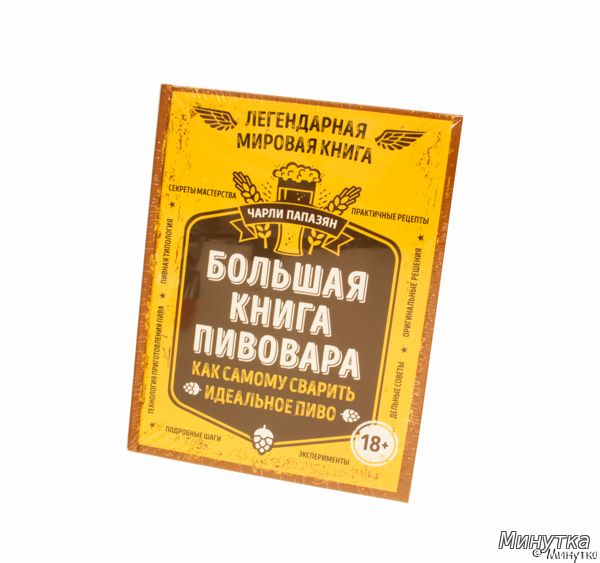 ЛЕГЕНДАРНАЯ
МИРОВАЯ КНИГА
СЕКРЕТЫ МАСТЕРСТВА
ПРАКТИЧНЫЕ РЕЦЕПТЫ
ЧАРЛИ ПАПАЗЯН
ПИВНАЯ ТИПОЛОГИЯ
ОРИГИНАЛЬНЫЕ РЕШЕНИЯ
БОЛЬШАЯ
КНИГА
ПИВОВАРА
КАК САМОМУ СВАРИТЬ
ИДЕАЛЬНОЕ ПИВО
ТЕХНОЛОГИЯ ПРИГОТОВЛЕНИЯ ПИВА
ДЕЛЬНЫЕ СОВЕТЫ
ПОДРОБНЫЕ ШАГИ
ЭКСПЕРИМЕНТЫ
18+
Минутка
© Минутка